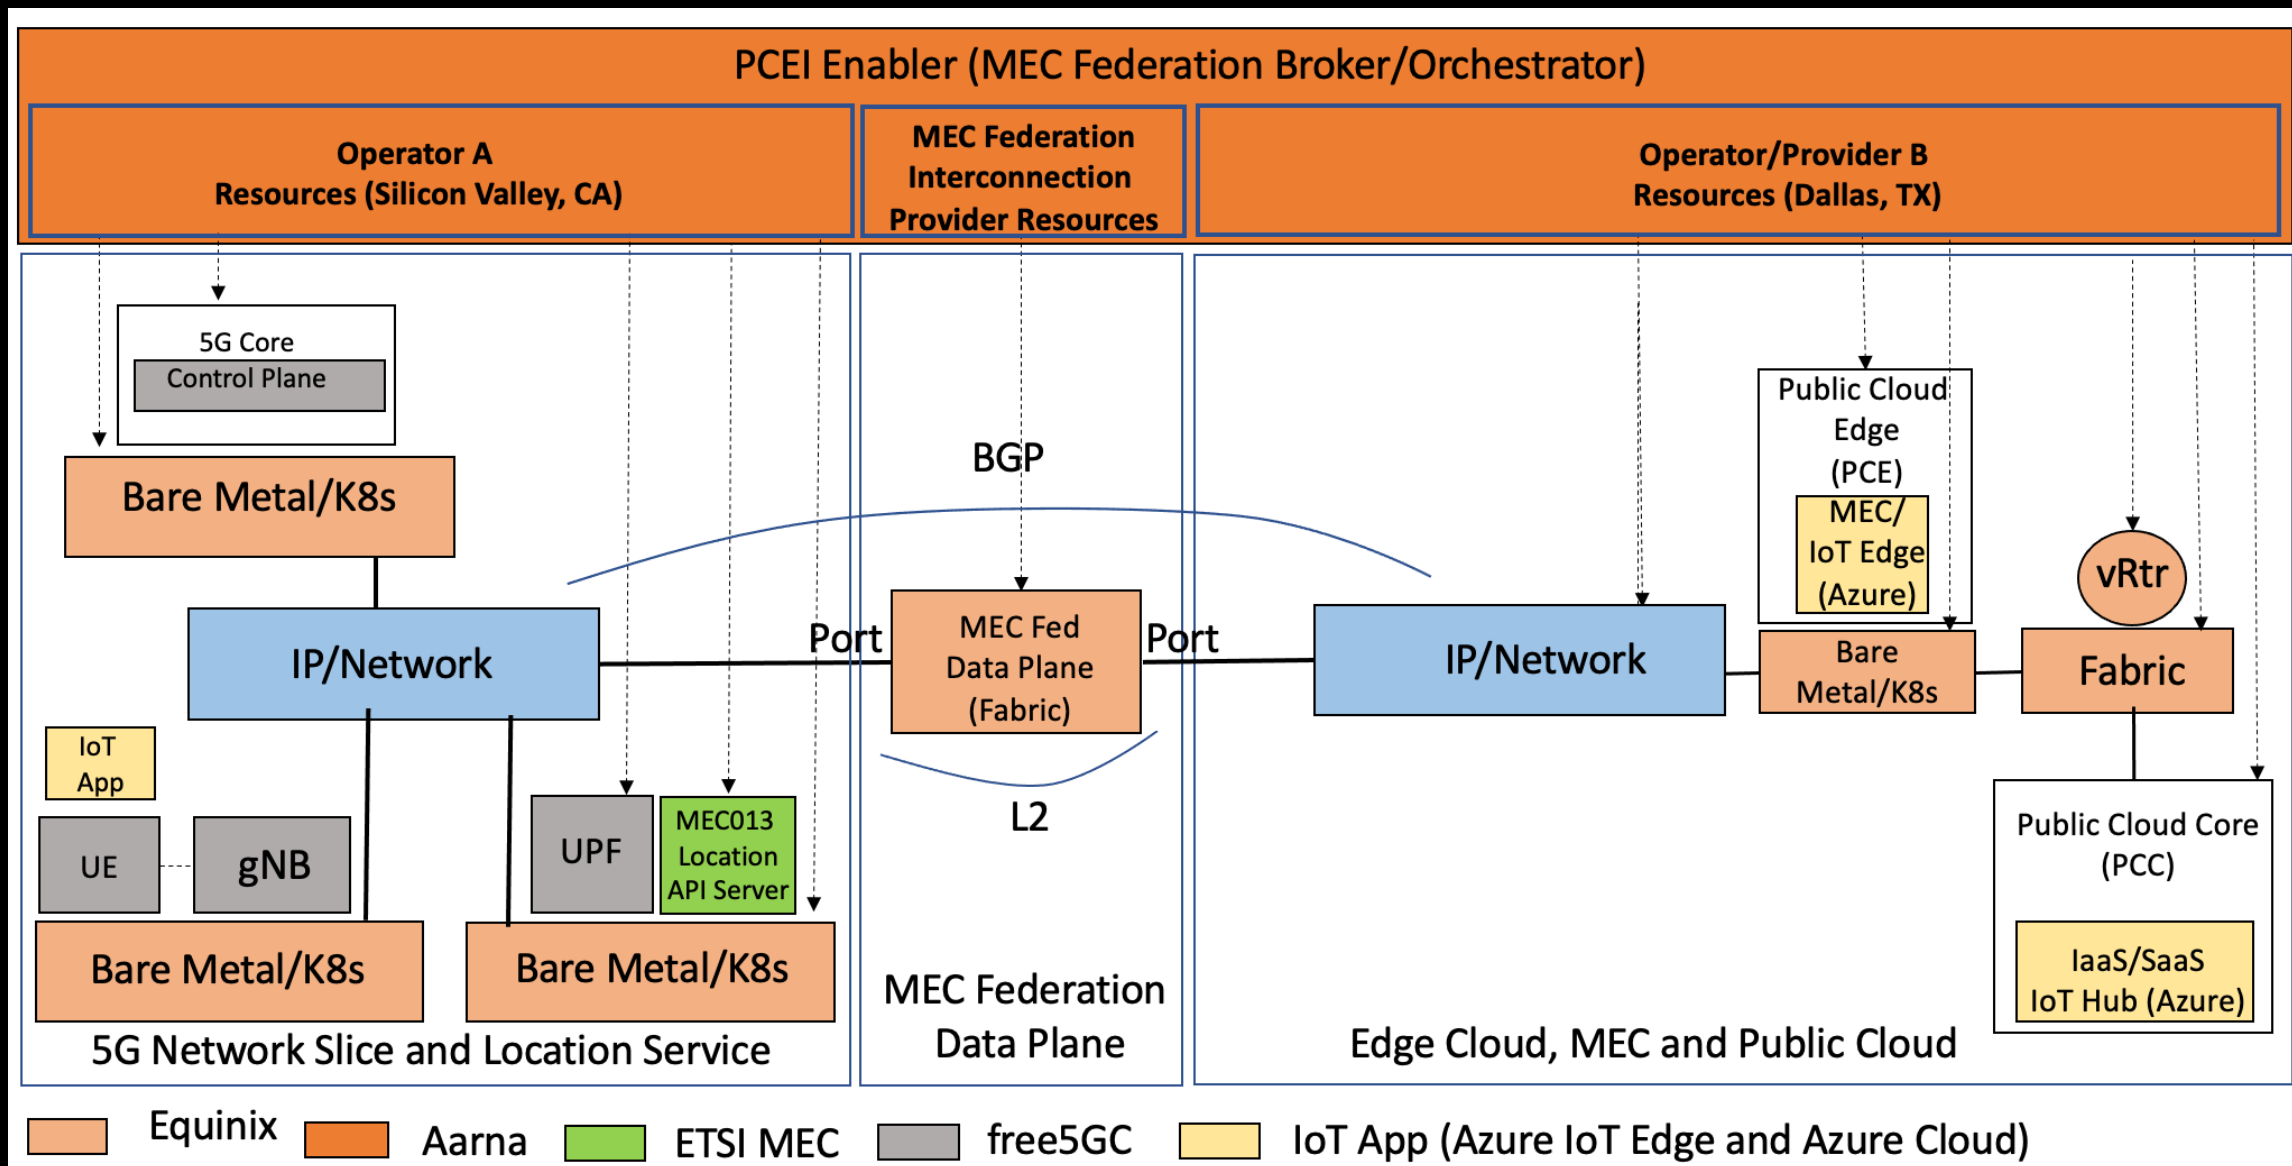 PCEI Enabler (MEC Federation Broker/Orchestrator)
Operator A
Resources (Silicon Valley, CA)
MEC Federation
Interconnection
Provider Resources
Operator/Provider B
Resources (Dallas, TX)
5G Core
Control Plane
Bare Metal/K8s
IP/Network
IoT
App
UE
gNB
Bare Metal/K8s
UPF
MEC013
Location
API Server
Bare Metal/K8s
5G Network Slice and Location Service
BGP
Port
MEC Fed
Data Plane
(Fabric)
Port
L2
MEC Federation
Data Plane
IP/Network
Public Cloud
Edge
(PCE)
MEC/
IoT Edge
(Azure)
Bare
Metal/K8s
vRtr
Fabric
Public Cloud Core
(PCC)
IaaS/SaaS
IoT Hub (Azure)
Edge Cloud, MEC and Public Cloud
Equinix
Aarna
ETSI MEC
free5GC
IoT App (Azure IoT Edge and Azure Cloud)